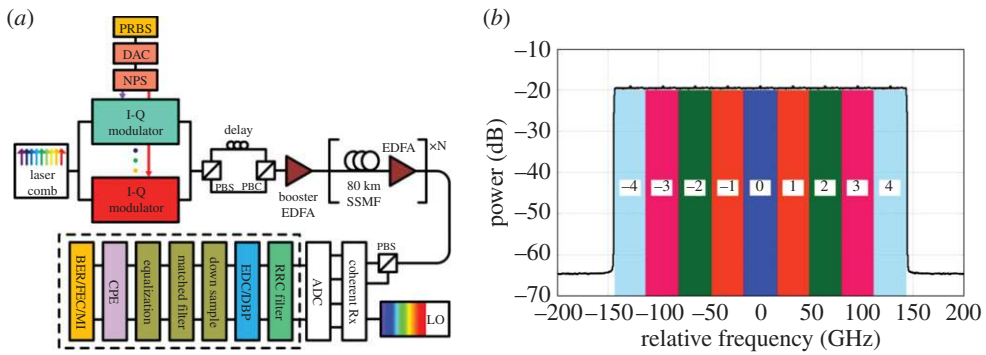 (a)
PRBS
DAC
NPS
I-Q
modulator
laser
comb
I-Q
modulator
delay
PBS
PBC
booster
EDFA
80 km
SSMF
EDFA
×N
PBS
BER/FEC/MI
CPE
equalization
matched filter
down sample
EDC/DBP
RRC filter
ADC
coherent Rx
LO
(b)
power (dB)
−10
−20
−30
−40
−50
−60
−70
−4 −3 −2 −1 0 1 2 3 4
−200 −150 −100 −50 0 50 100 150 200
relative frequency (GHz)